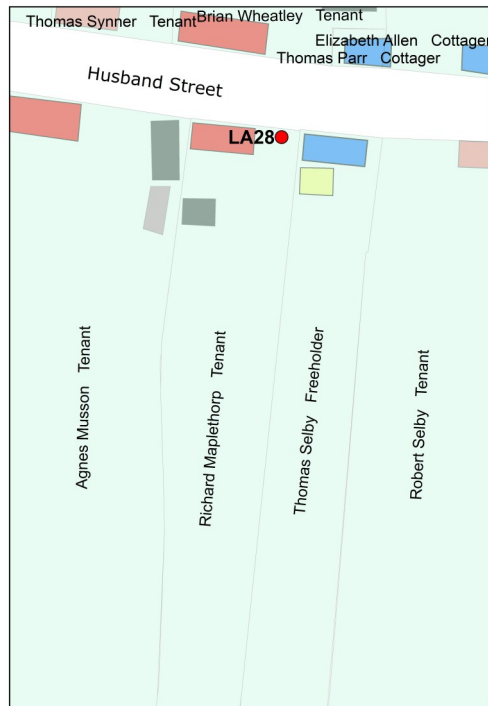 Thomas Synner Tenant
Brian Wheatley Tenant
Elizabeth Allen Cottager
Thomas Parr Cottager
Husband Street
LA28
Agnes Musson Tenant
Richard Maplethorp Tenant
Thomas Selby Freeholder
Robert Selby Tenant